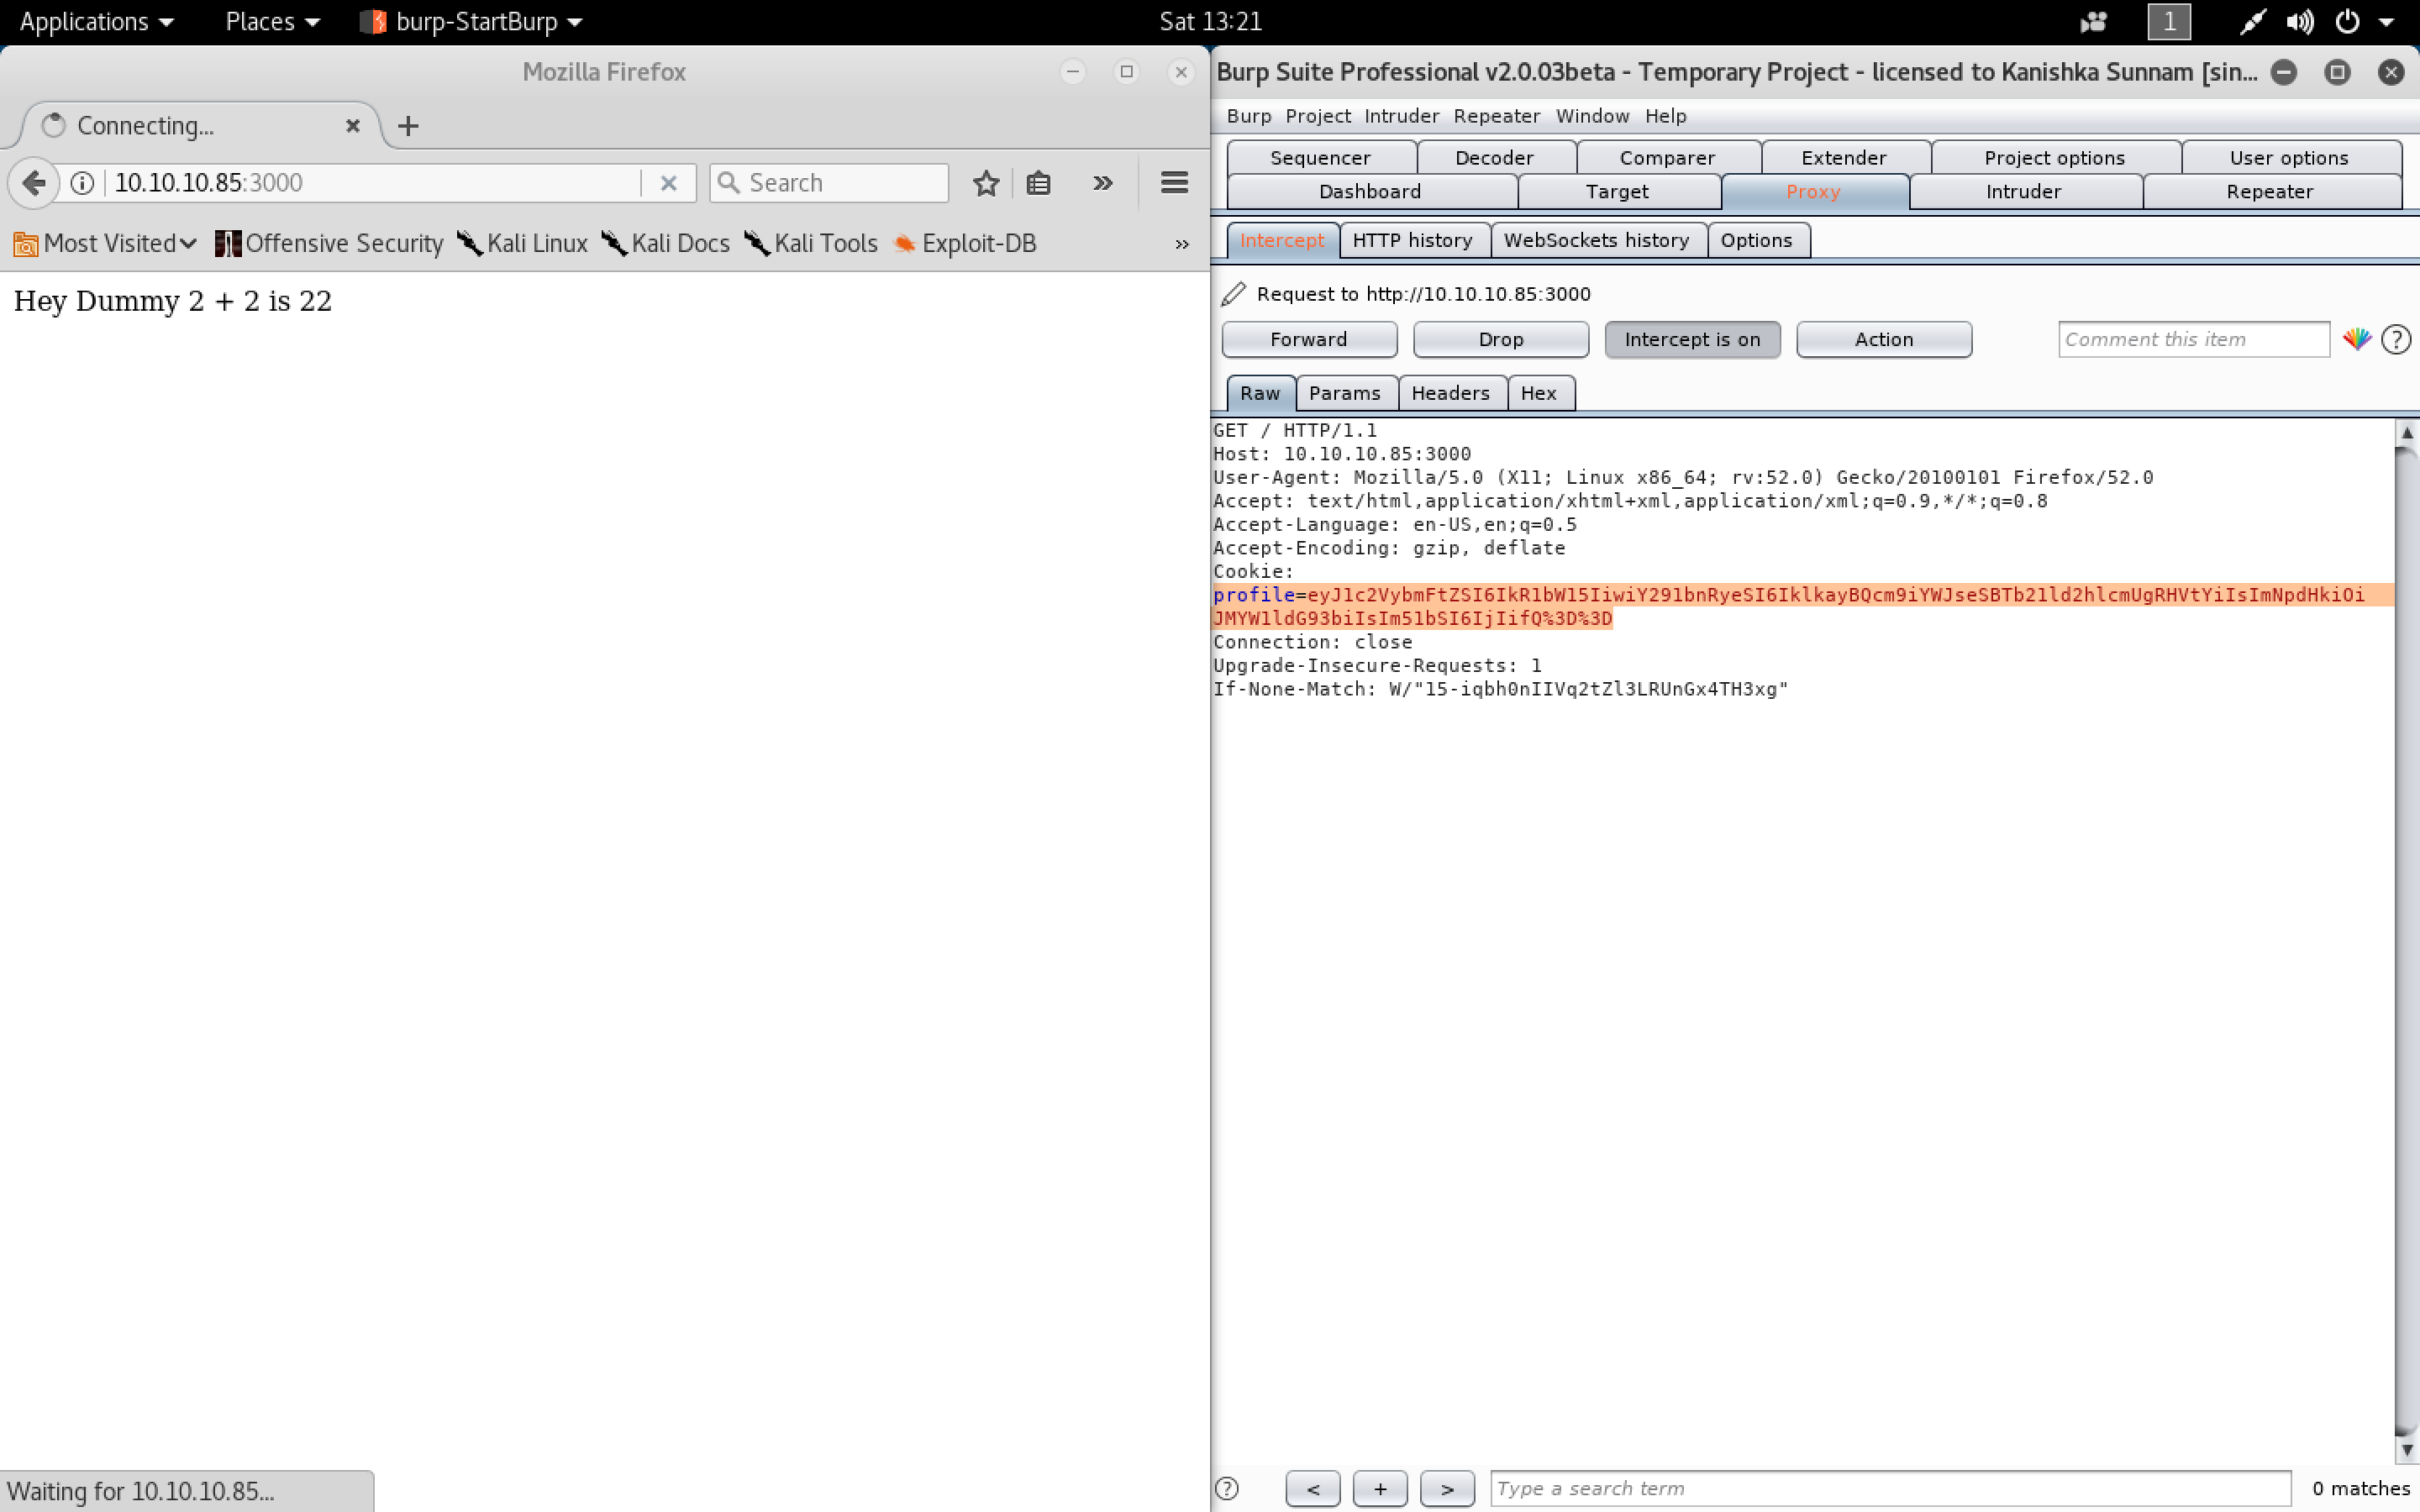 Applications Places burp-StartBurp Sat 13:21 1
Mozilla Firefox
Connecting...
10.10.10.85:3000 Search
Most Visited Offensive Security Kali Linux Kali Docs Kali Tools Exploit-DB
Hey Dummy 2 + 2 is 22
Waiting for 10.10.10.85...
Burp Suite Professional v2.0.03beta - Temporary Project - licensed to Kanishka Sunnam [sin...
Burp Project Intruder Repeater Window Help
Sequencer Decoder Comparer Extender Project options User options
Dashboard Target Proxy Intruder Repeater
Intercept HTTP history WebSockets history Options
Request to http://10.10.10.85:3000
Forward Drop Intercept is on Action Comment this item ?
Raw Params Headers Hex
GET / HTTP/1.1
Host: 10.10.10.85:3000
User-Agent: Mozilla/5.0 (X11; Linux x86_64; rv:52.0) Gecko/20100101 Firefox/52.0
Accept: text/html,application/xhtml+xml,application/xml;q=0.9,*/*;q=0.8
Accept-Language: en-US,en;q=0.5
Accept-Encoding: gzip, deflate
Cookie:
profile=eyJ1c2VybmFtZSI6IkR1bW15IiwiY291bnRyeSI6IklkayBQcm9iYWJseSBTb21ld2hlcmUgRHVtYiIsImNpdHkiOi
JMYW1ldG93biIsIm51bSI6IjIifQ%3D%3D
Connection: close
Upgrade-Insecure-Requests: 1
If-None-Match: W/"15-iqbh0nIIVq2tZl3LRUnGx4TH3xg"
? < + > Type a search term 0 matches